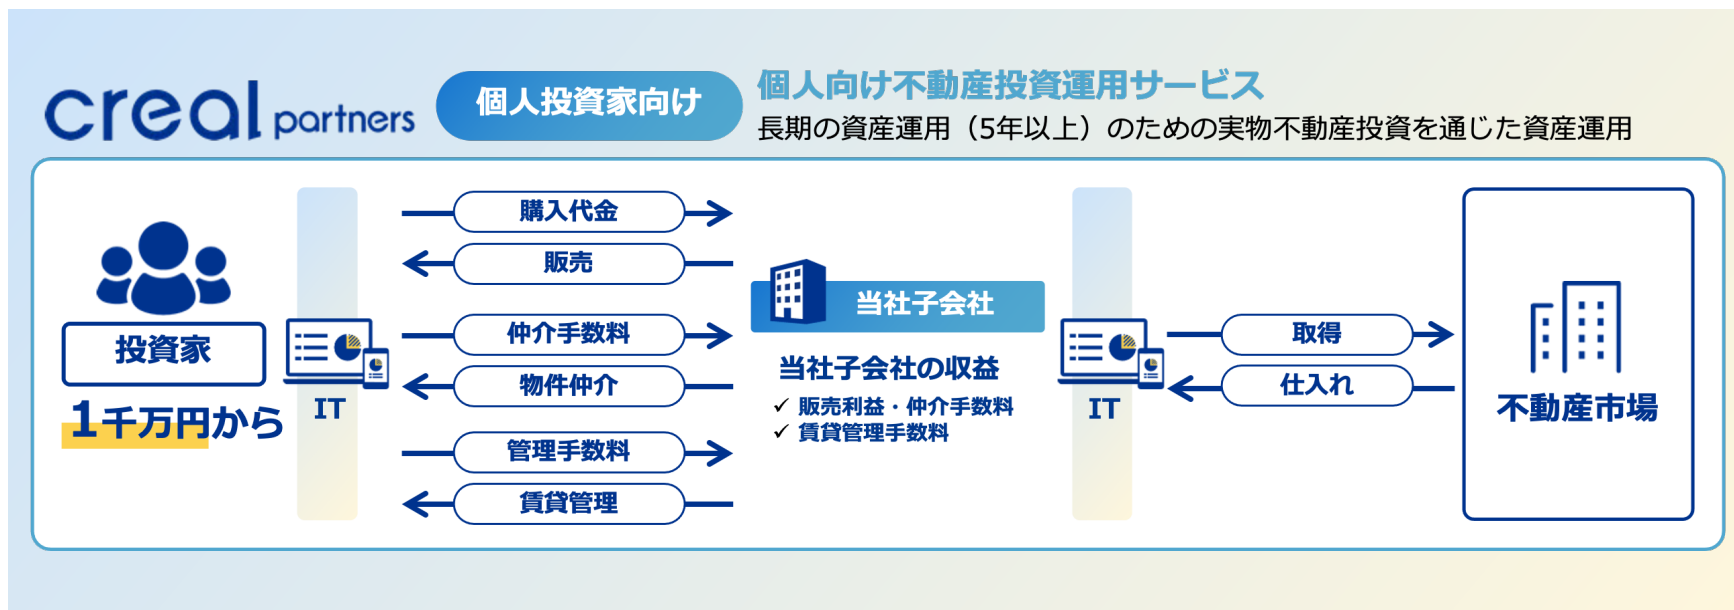 creal partners
個人投資家向け
個人向け不動産投資運用サービス
長期の資産運用（5年以上）のための実物不動産投資を通じた資産運用
投資家
1千万円から
IT
購入代金
販売
仲介手数料
物件仲介
管理手数料
賃貸管理
当社子会社
当社子会社の収益
✓ 販売利益・仲介手数料
✓ 賃貸管理手数料
IT
取得
仕入れ
不動産市場